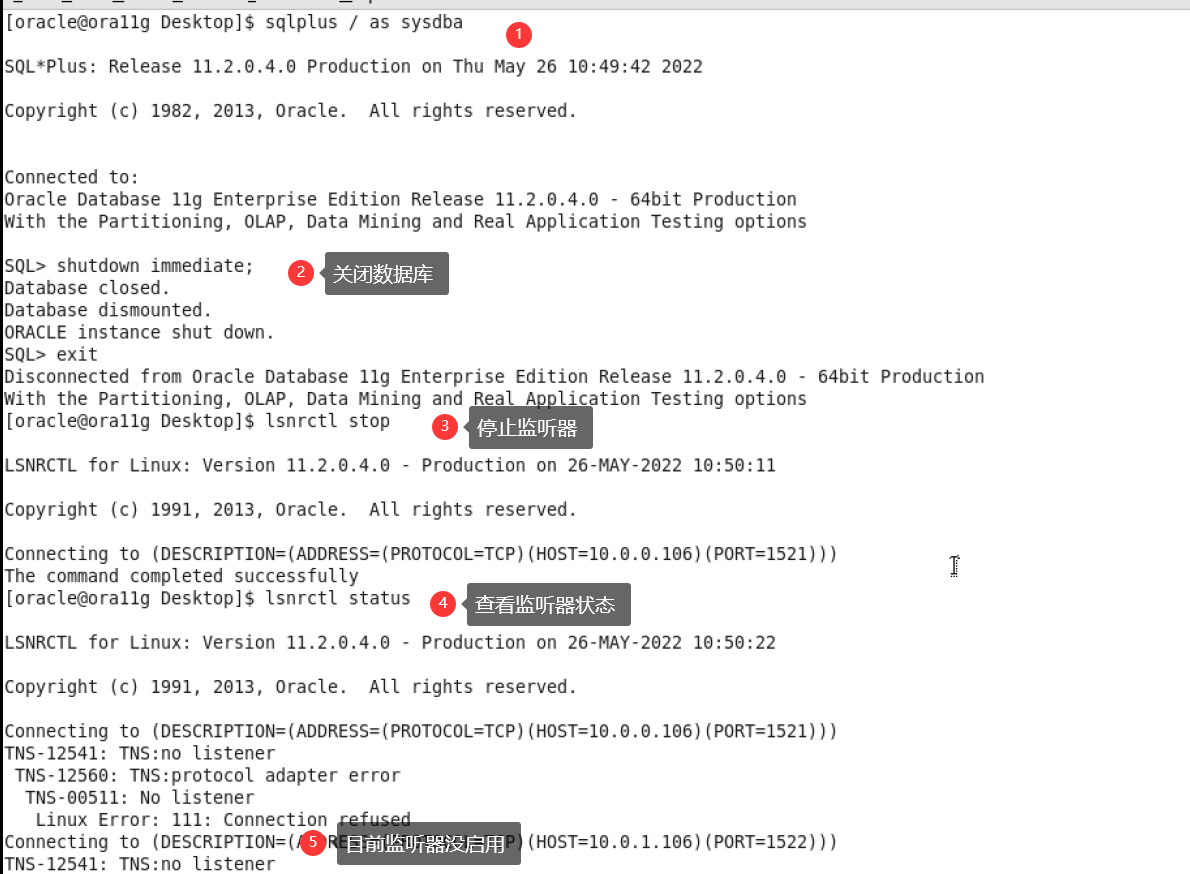 [oracle@ora11g Desktop]$ sqlplus / as sysdba
1
SQL*Plus: Release 11.2.0.4.0 Production on Thu May 26 10:49:42 2022
Copyright (c) 1982, 2013, Oracle.  All rights reserved.
Connected to:
Oracle Database 11g Enterprise Edition Release 11.2.0.4.0 - 64bit Production
With the Partitioning, OLAP, Data Mining and Real Application Testing options
SQL> shutdown immediate; 2 关闭数据库
Database closed.
Database dismounted.
ORACLE instance shut down.
SQL> exit
Disconnected from Oracle Database 11g Enterprise Edition Release 11.2.0.4.0 - 64bit Production
With the Partitioning, OLAP, Data Mining and Real Application Testing options
[oracle@ora11g Desktop]$ lsnrctl stop 3 停止监听器
LSNRCTL for Linux: Version 11.2.0.4.0 - Production on 26-MAY-2022 10:50:11
Copyright (c) 1991, 2013, Oracle.  All rights reserved.
Connecting to (DESCRIPTION=(ADDRESS=(PROTOCOL=TCP)(HOST=10.0.0.106)(PORT=1521)))
The command completed successfully
[oracle@ora11g Desktop]$ lsnrctl status 4 查看监听器状态
LSNRCTL for Linux: Version 11.2.0.4.0 - Production on 26-MAY-2022 10:50:22
Copyright (c) 1991, 2013, Oracle.  All rights reserved.
Connecting to (DESCRIPTION=(ADDRESS=(PROTOCOL=TCP)(HOST=10.0.0.106)(PORT=1521)))
TNS-12541: TNS:no listener
TNS-12560: TNS:protocol adapter error
TNS-00511: No listener
Linux Error: 111: Connection refused
Connecting to (DESCRIPTION=( 5 目前监听器没启用 )(HOST=10.0.1.106)(PORT=1522)))
TNS-12541: TNS:no listener